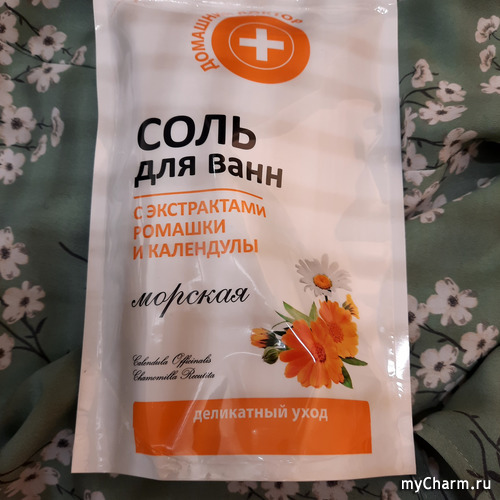 ДОМАШНИЙ ДОКТОР
СОЛЬ
для ванн
С ЭКСТРАКТАМИ
РОМАШКИ
И КАЛЕНДУЛЫ
морская
Calendula Officinalis
Chamomilla Recutita
деликатный уход
myCharm.ru